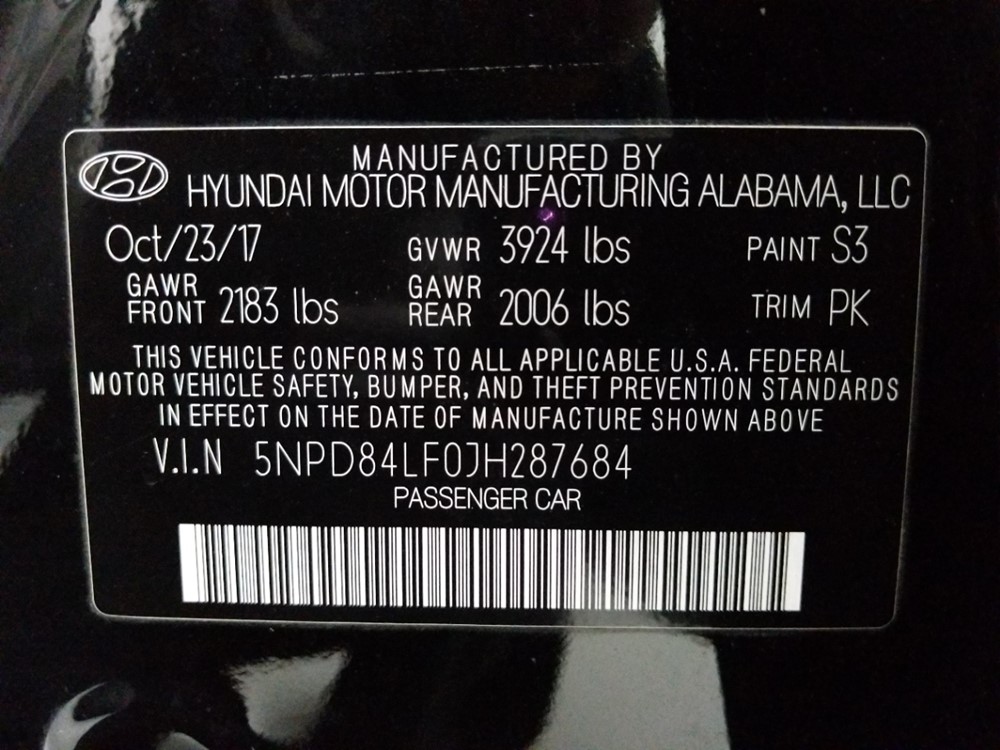 MANUFACTURED BY
HYUNDAI MOTOR MANUFACTURING ALABAMA, LLC
Oct/23/17 GVWR 3924 lbs PAINT S3
GAWR FRONT 2183 lbs GAWR REAR 2006 lbs TRIM PK
THIS VEHICLE CONFORMS TO ALL APPLICABLE U.S.A. FEDERAL
MOTOR VEHICLE SAFETY, BUMPER, AND THEFT PREVENTION STANDARDS
IN EFFECT ON THE DATE OF MANUFACTURE SHOWN ABOVE
V.I.N 5NPD84LF0JH287684
PASSENGER CAR